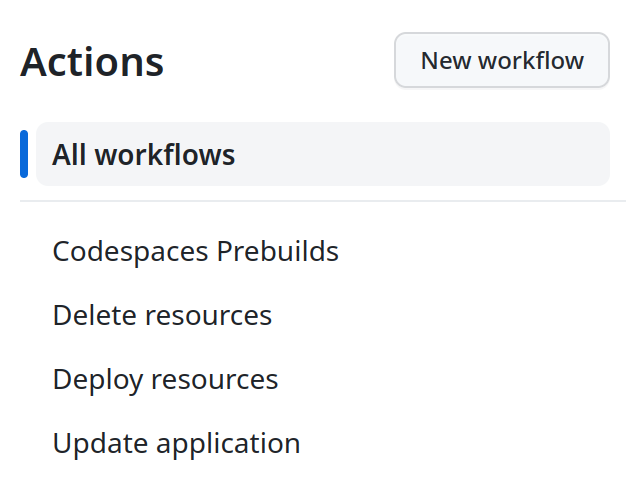 Actions
New workflow
All workflows
Codespaces Prebuilds
Delete resources
Deploy resources
Update application